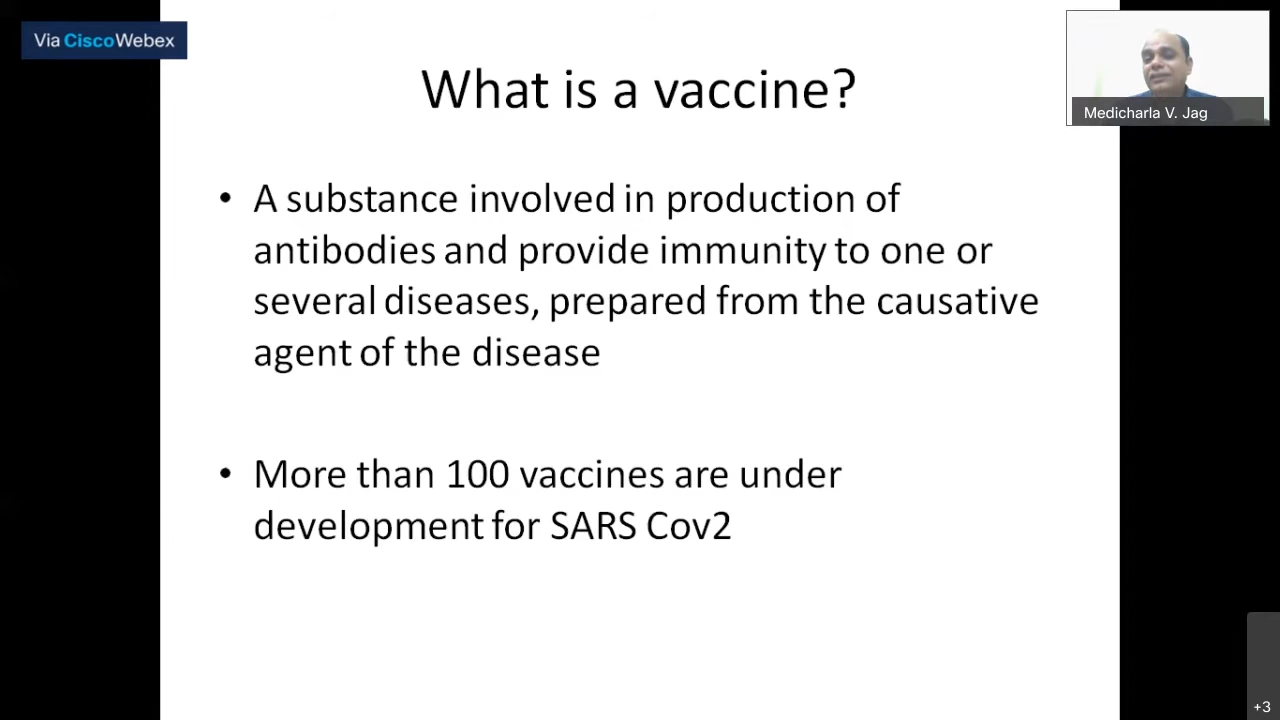 Via CiscoWebex
What is a vaccine?
Medicharla V. Jag
• A substance involved in production of
antibodies and provide immunity to one or
several diseases, prepared from the causative
agent of the disease
• More than 100 vaccines are under
development for SARS Cov2
+3